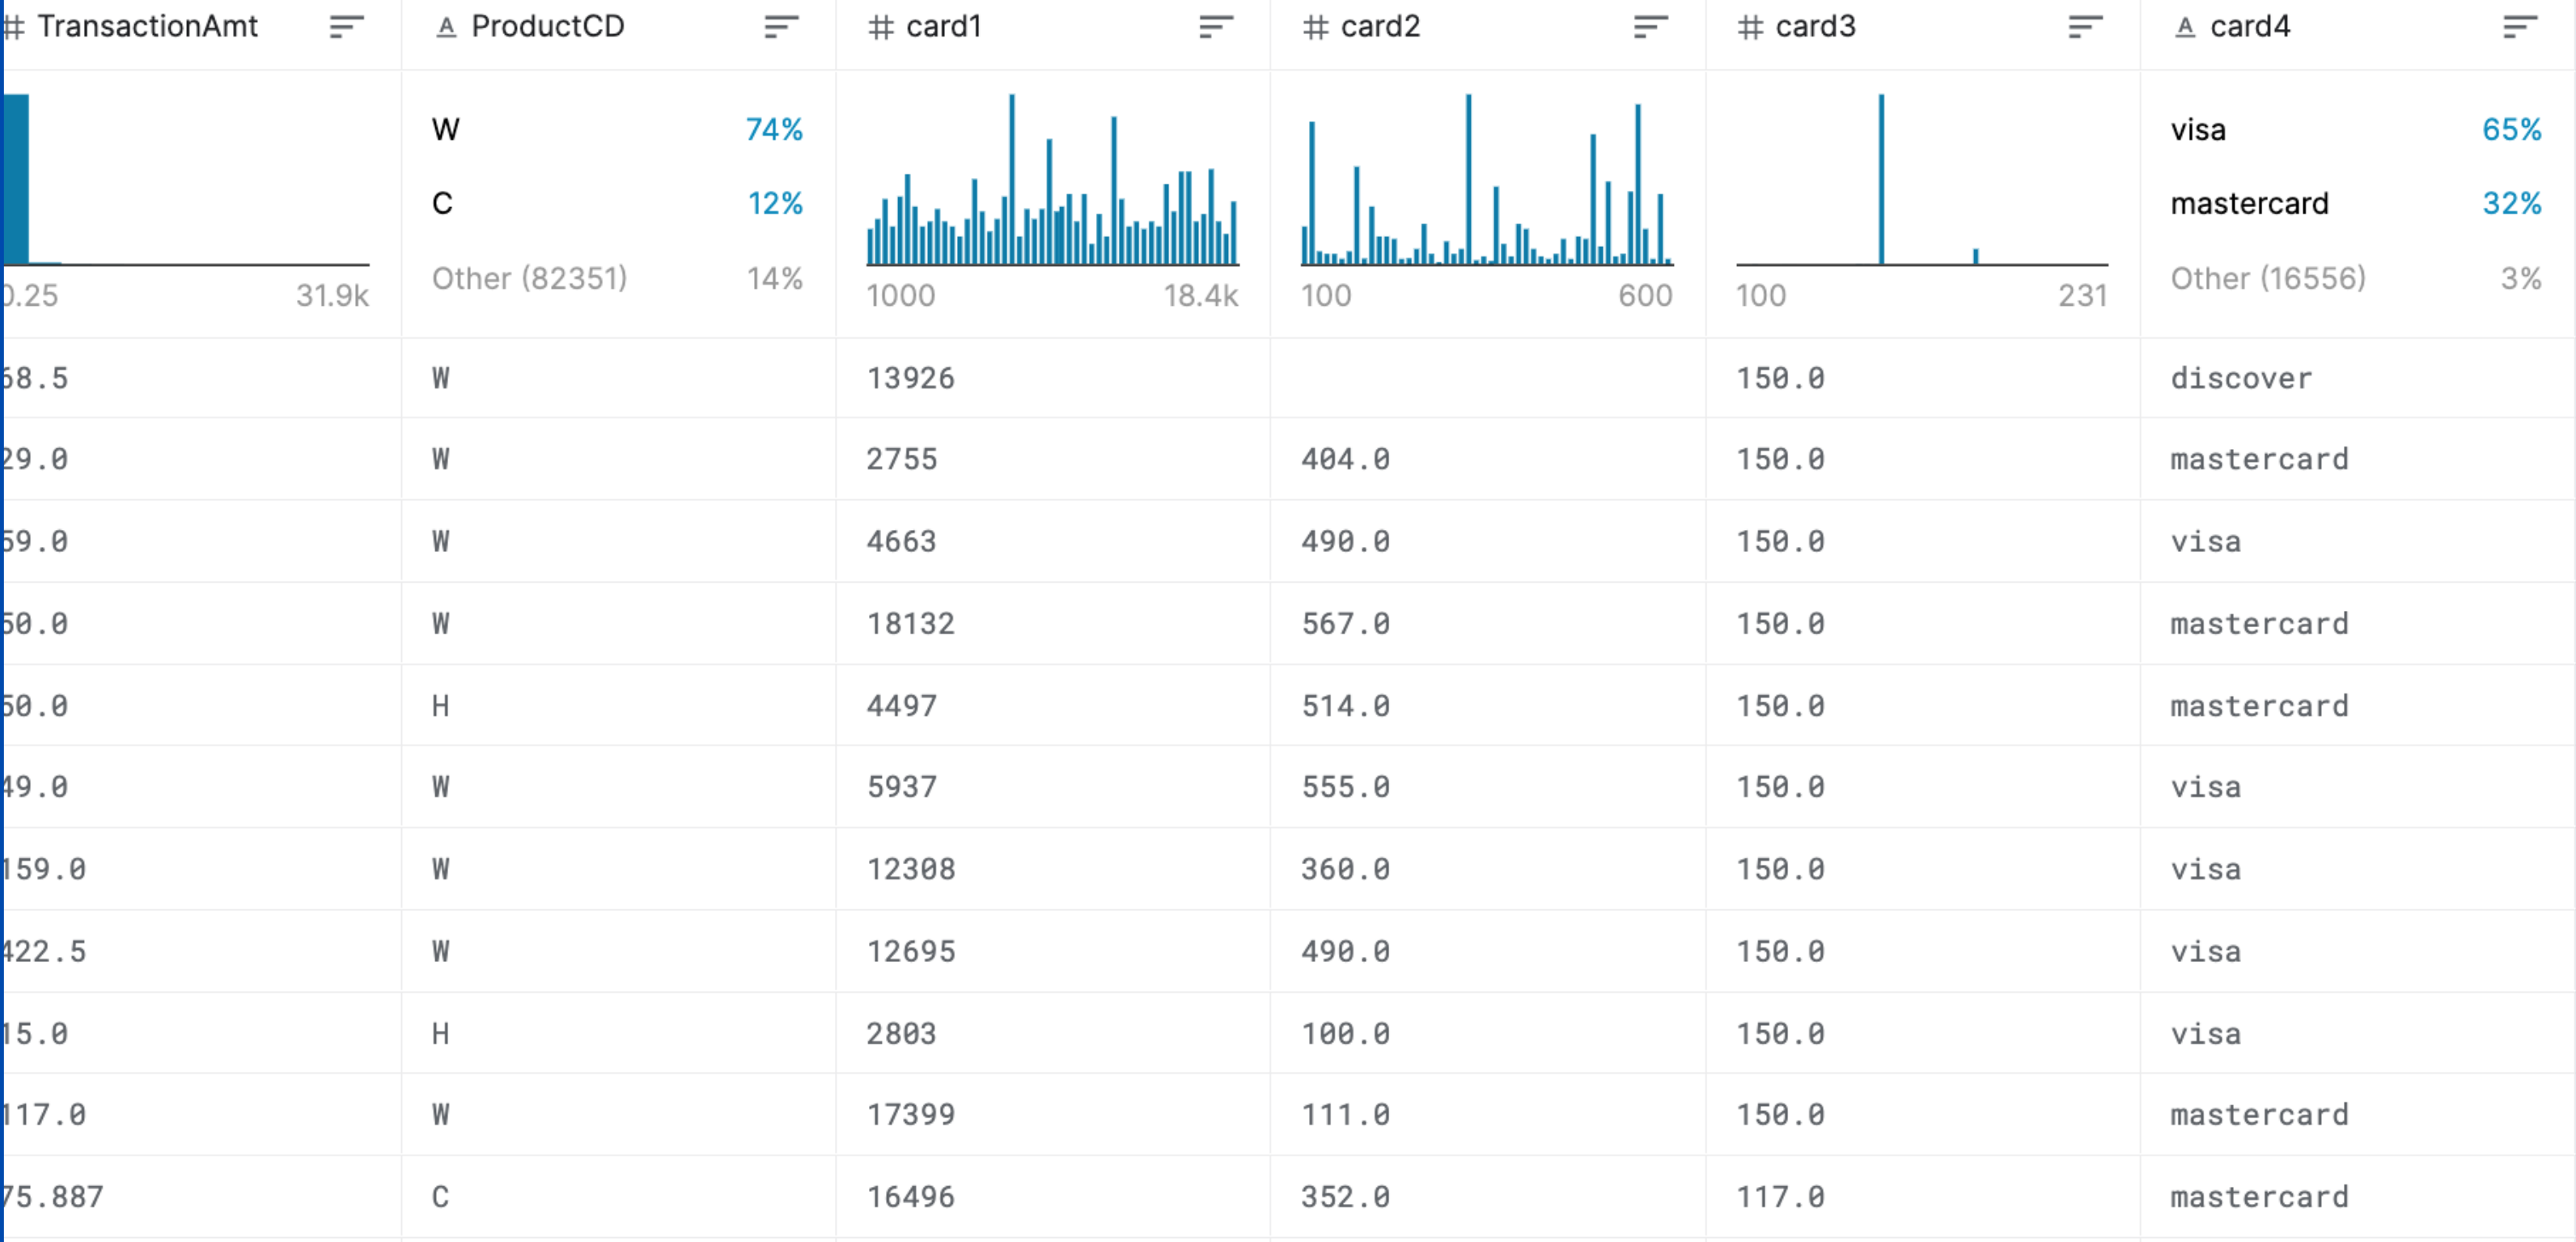 # TransactionAmt A ProductCD # card1 # card2 # card3 A card4
W 74% visa 65%
C 12% mastercard 32%
Other (82351) 14% Other (16556) 3%
0.25 31.9k 1000 18.4k 100 600 100 231
68.5 W 13926 150.0 discover
29.0 W 2755 404.0 150.0 mastercard
59.0 W 4663 490.0 150.0 visa
50.0 W 18132 567.0 150.0 mastercard
50.0 H 4497 514.0 150.0 mastercard
49.0 W 5937 555.0 150.0 visa
159.0 W 12308 360.0 150.0 visa
422.5 W 12695 490.0 150.0 visa
15.0 H 2803 100.0 150.0 visa
117.0 W 17399 111.0 150.0 mastercard
75.887 C 16496 352.0 117.0 mastercard